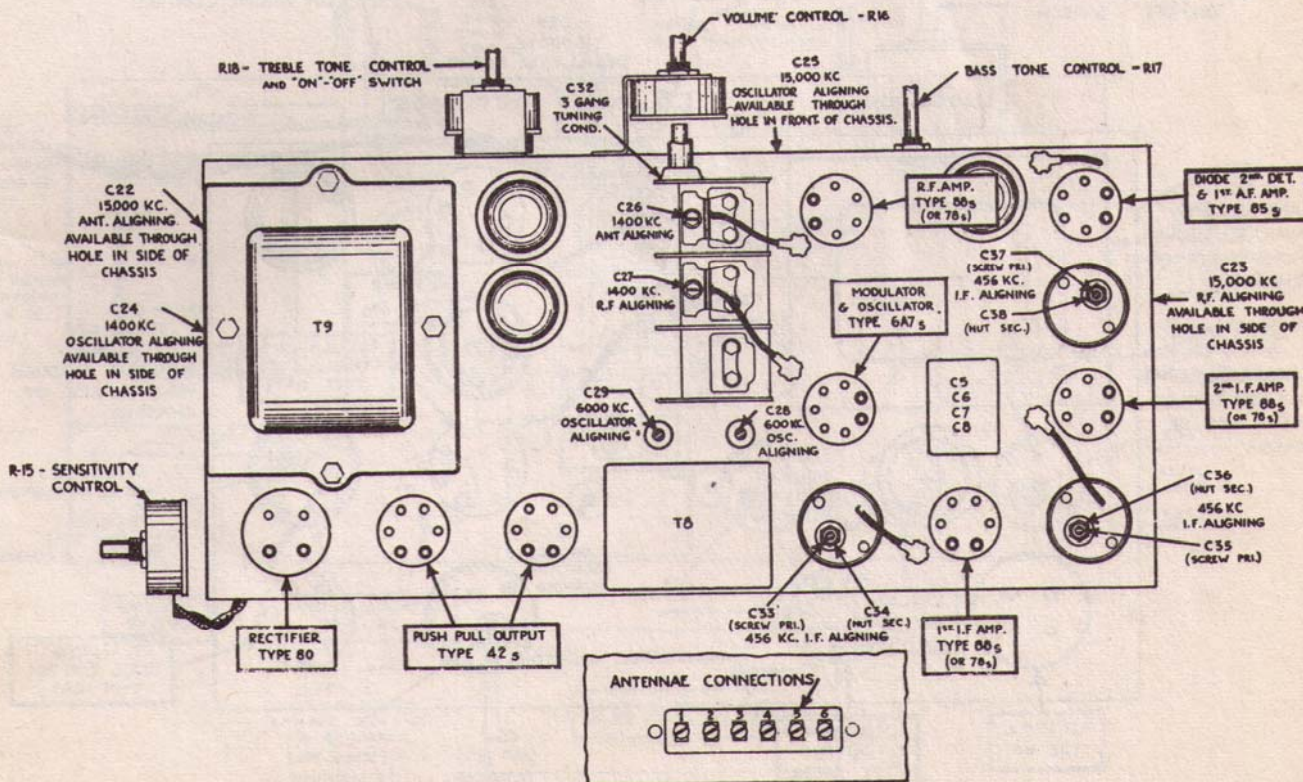 VOLUME CONTROL - R16
R18 - TREBLE TONE CONTROL
AND "ON"-"OFF" SWITCH
C32
3 GANG
TUNING
COND.
C25
15,000 KC
OSCILLATOR ALIGNING
AVAILABLE THROUGH
HOLE IN FRONT OF CHASSIS.
BASS TONE CONTROL - R17
C22
15,000 KC.
ANT. ALIGNING.
AVAILABLE THROUGH
HOLE IN SIDE OF
CHASSIS
C24
1400 KC
OSCILLATOR ALIGNING
AVAILABLE THROUGH
HOLE IN SIDE OF
CHASSIS
T9
C26
1400 KC
ANT ALIGNING
C27
1400 KC.
R.F ALIGNING
R.F. AMP.
TYPE 88s
(OR 78s)
DIODE 2ND DET.
& 1ST A.F. AMP.
TYPE 85s
C37
(SCREW PRI.)
456 KC.
I.F. ALIGNING
C38
(NUT SEC.)
C23
15,000 KC
R.F. ALIGNING
AVAILABLE THROUGH
HOLE IN SIDE OF
CHASSIS
MODULATOR
& OSCILLATOR.
TYPE 6A7s
C5
C6
C7
C8
2ND I.F. AMP.
TYPE 88s
(OR 78s)
C29
6000 KC.
OSCILLATOR
ALIGNING
C28
600 KC.
OSC.
ALIGNING
R-15 - SENSITIVITY
CONTROL
T8
C36
(NUT SEC.)
456 KC
I.F. ALIGNING
C35
(SCREW PRI.)
C33
(SCREW PRI.)
C34
(NUT SEC.)
456 KC. I.F. ALIGNING
RECTIFIER
TYPE 80
PUSH PULL OUTPUT
TYPE 42s
1ST I.F AMP.
TYPE 88s
(OR 78s)
ANTENNAE CONNECTIONS
1 2 3 4 5 6